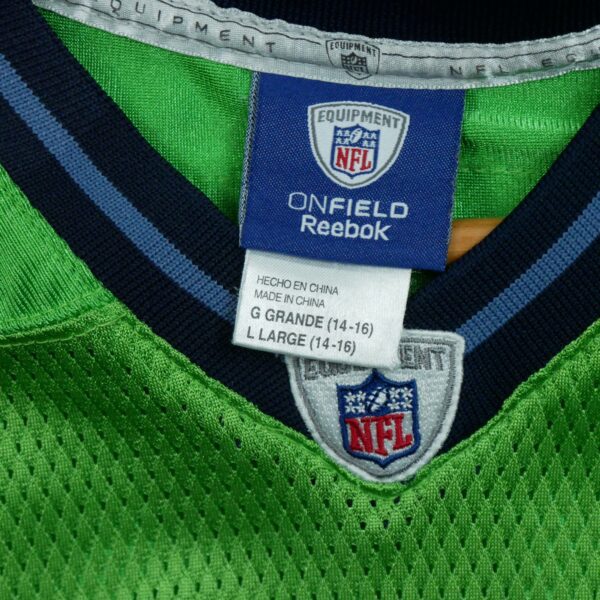 EQUIPMENT
EQUIPMENT
NFL EQU
EQUIPMENT
NFL
ONFIELD
Reebok
HECHO EN CHINA
MADE IN CHINA
G GRANDE (14-16)
L LARGE (14-16)
EQUIPMENT
NFL